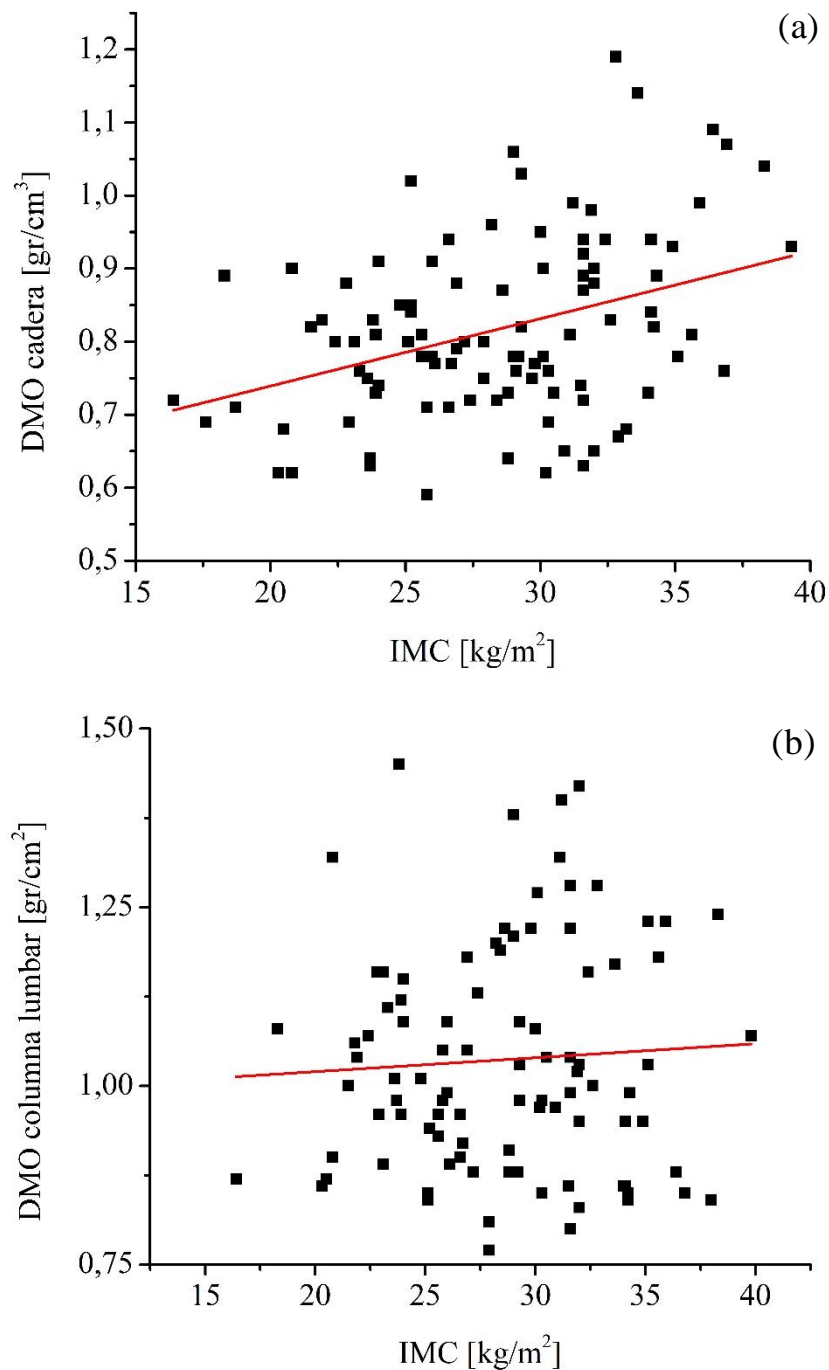 (a)
1,2
1,1
1,0
0,9
0,8
0,7
0,6
0,5
DMO cadera [gr/cm³]
15 20 25 30 35 40
IMC [kg/m²]
(b)
1,50
1,25
1,00
0,75
DMO columna lumbar [gr/cm²]
15 20 25 30 35 40
IMC [kg/m²]